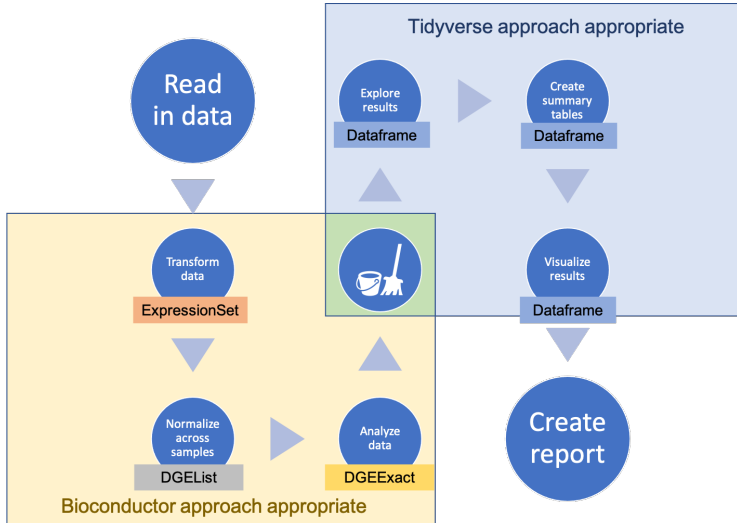 Tidyverse approach appropriate
Read
in data
Explore
results
Dataframe
Create
summary
tables
Dataframe
Transform
data
ExpressionSet
Visualize
results
Dataframe
Normalize
across
samples
DGEList
Analyze
data
DGEExact
Create
report
Bioconductor approach appropriate